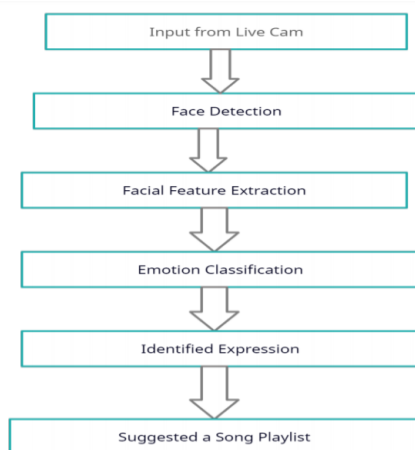 Input from Live Cam
Face Detection
Facial Feature Extraction
Emotion Classification
Identified Expression
Suggested a Song Playlist